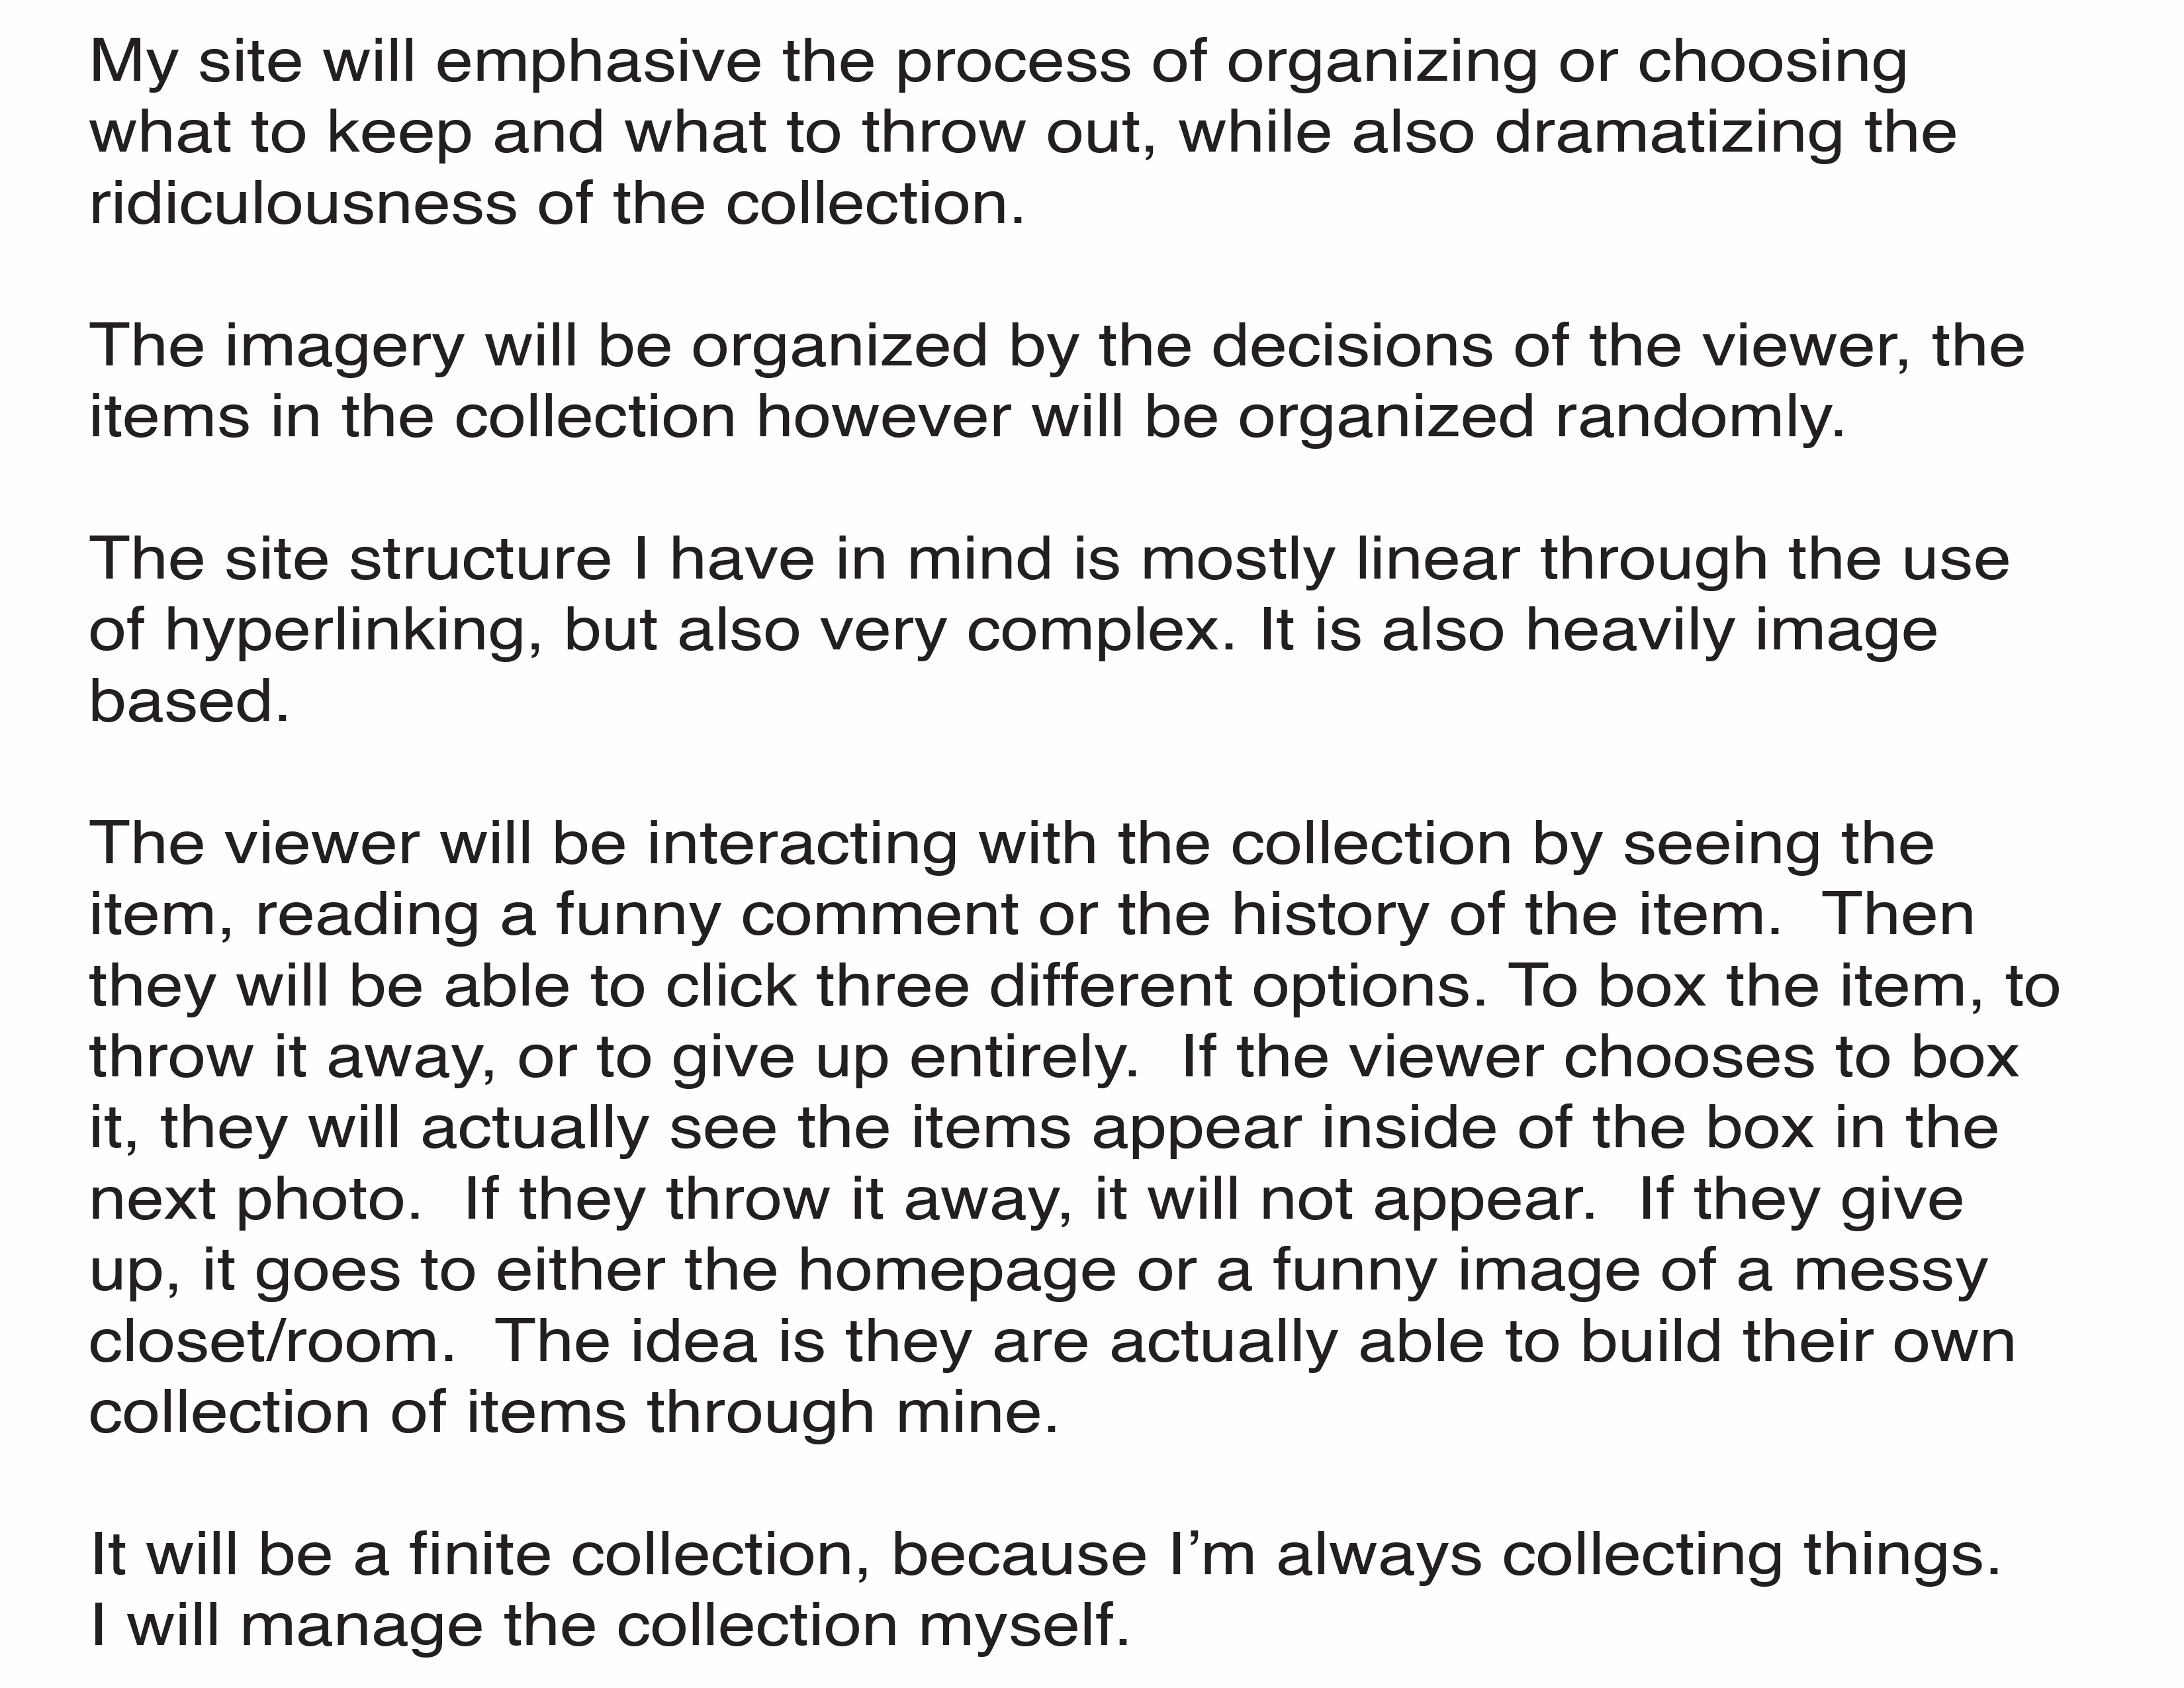 My site will emphasive the process of organizing or choosing
what to keep and what to throw out, while also dramatizing the
ridiculousness of the collection.
The imagery will be organized by the decisions of the viewer, the
items in the collection however will be organized randomly.
The site structure I have in mind is mostly linear through the use
of hyperlinking, but also very complex. It is also heavily image
based.
The viewer will be interacting with the collection by seeing the
item, reading a funny comment or the history of the item.  Then
they will be able to click three different options. To box the item, to
throw it away, or to give up entirely.  If the viewer chooses to box
it, they will actually see the items appear inside of the box in the
next photo.  If they throw it away, it will not appear.  If they give
up, it goes to either the homepage or a funny image of a messy
closet/room.  The idea is they are actually able to build their own
collection of items through mine.
It will be a finite collection, because I’m always collecting things.
I will manage the collection myself.